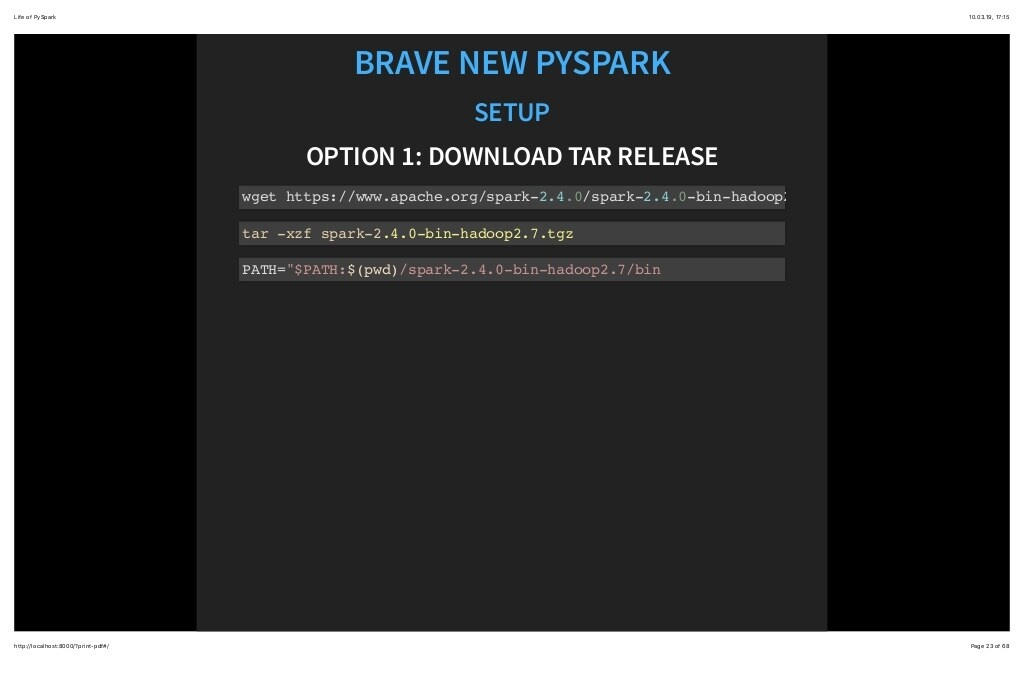 Life of PySpark
10.03.19, 17:15
BRAVE NEW PYSPARK
SETUP
OPTION 1: DOWNLOAD TAR RELEASE
wget https://www.apache.org/spark-2.4.0/spark-2.4.0-bin-hadoop2
tar -xzf spark-2.4.0-bin-hadoop2.7.tgz
PATH="$PATH:$(pwd)/spark-2.4.0-bin-hadoop2.7/bin
http://localhost:8000/?print-pdf#/
Page 23 of 68